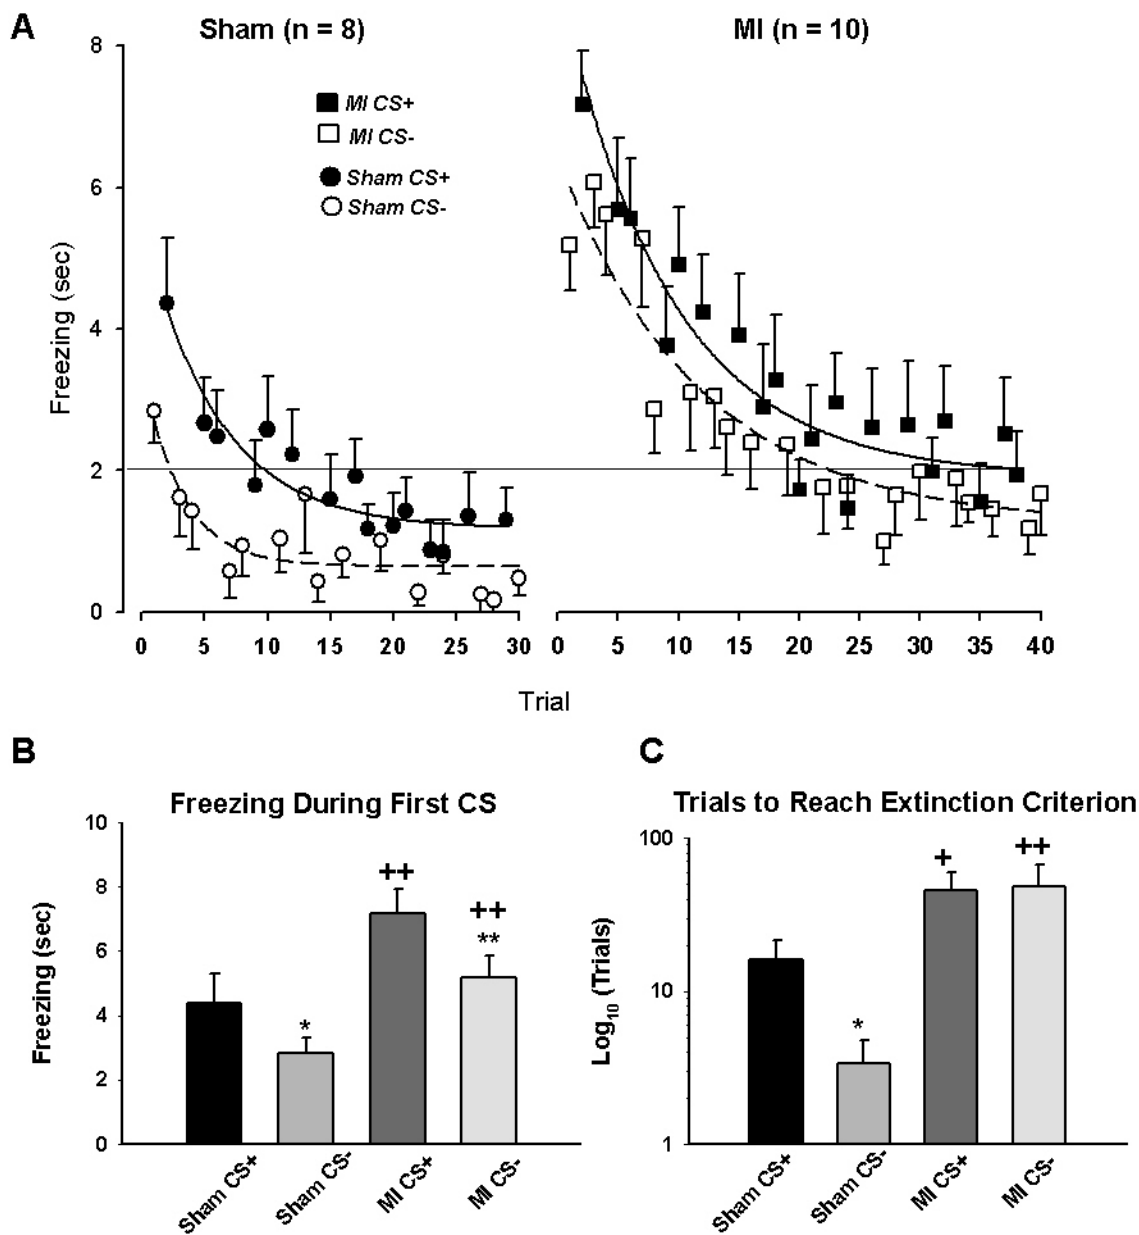 A
Sham (n = 8)
MI (n = 10)
8
6
4
2
0
Freezing (sec)
MI CS+
MI CS-
Sham CS+
Sham CS-
0 5 10 15 20 25 30
0 5 10 15 20 25 30 35 40
Trial
B
Freezing During First CS
10
8
6
4
2
0
Freezing (sec)
*
++
++
**
Sham CS+
Sham CS-
MI CS+
MI CS-
C
Trials to Reach Extinction Criterion
100
10
1
Log10 (Trials)
*
+
++
Sham CS+
Sham CS-
MI CS+
MI CS-